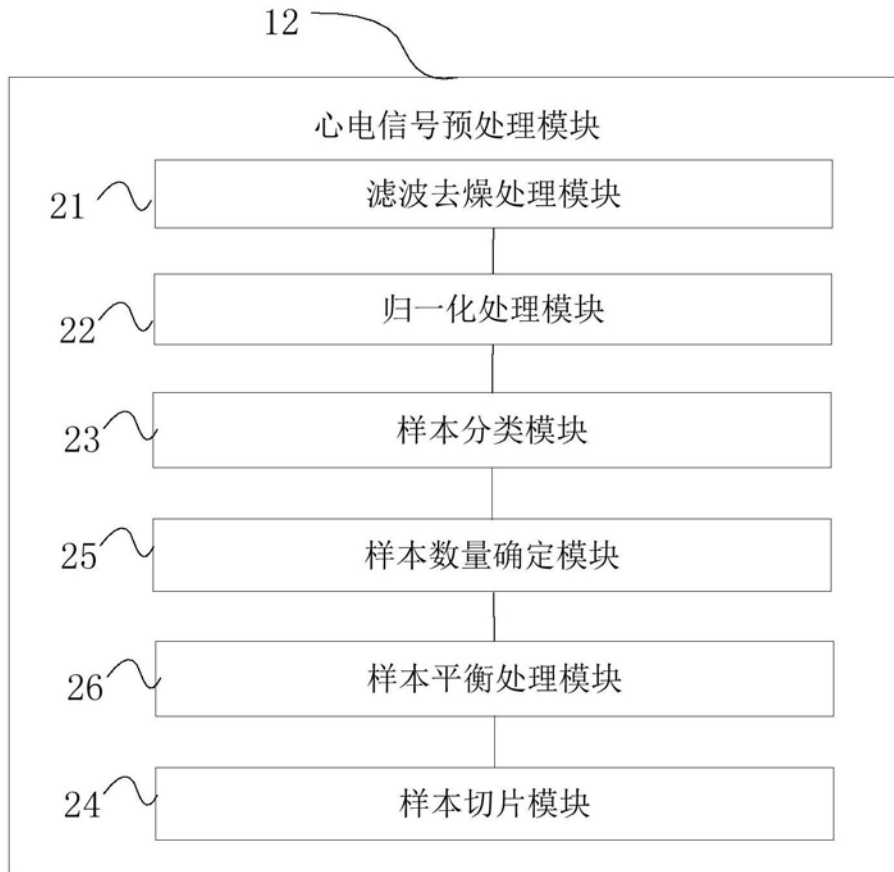 12
心电信号预处理模块
21 滤波去燥处理模块
22 归一化处理模块
23 样本分类模块
25 样本数量确定模块
26 样本平衡处理模块
24 样本切片模块